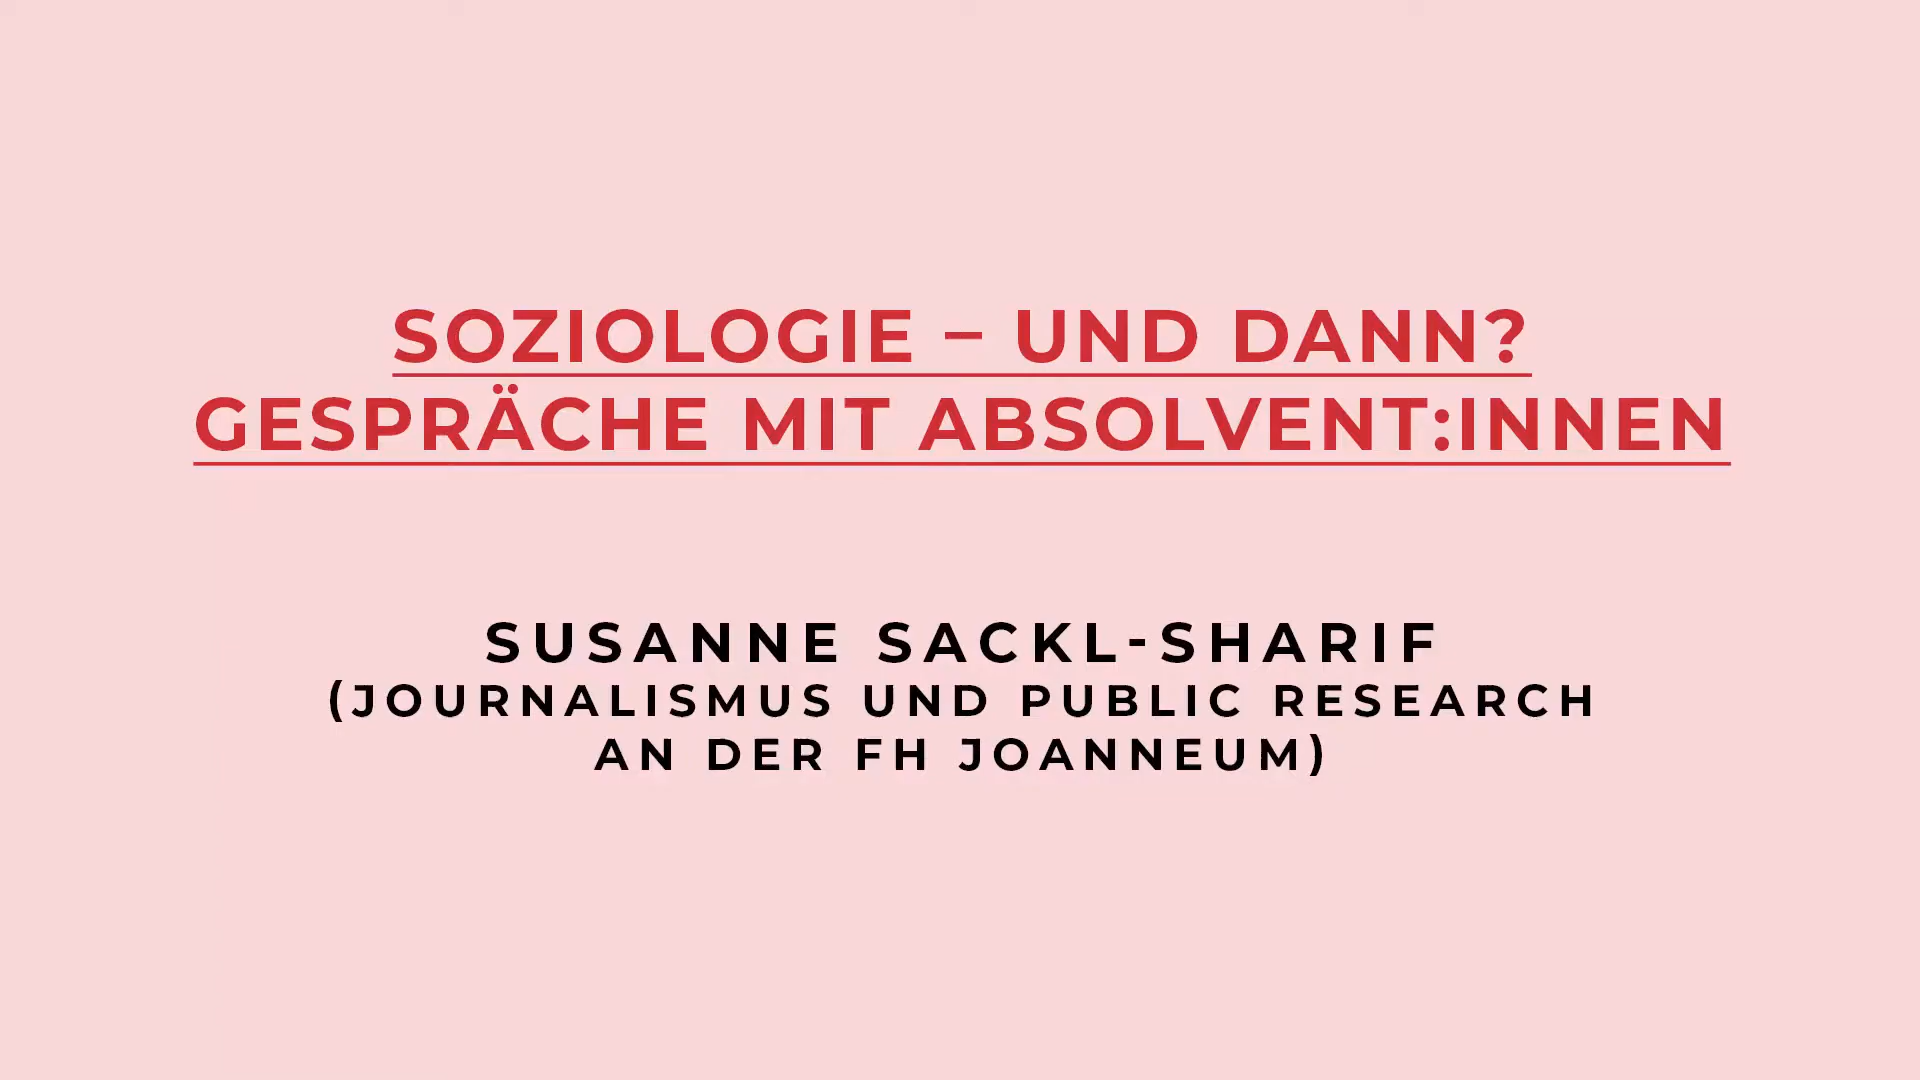 SOZIOLOGIE – UND DANN?
GESPRÄCHE MIT ABSOLVENT:INNEN
SUSANNE SACKL-SHARIF
(JOURNALISMUS UND PUBLIC RESEARCH
AN DER FH JOANNEUM)